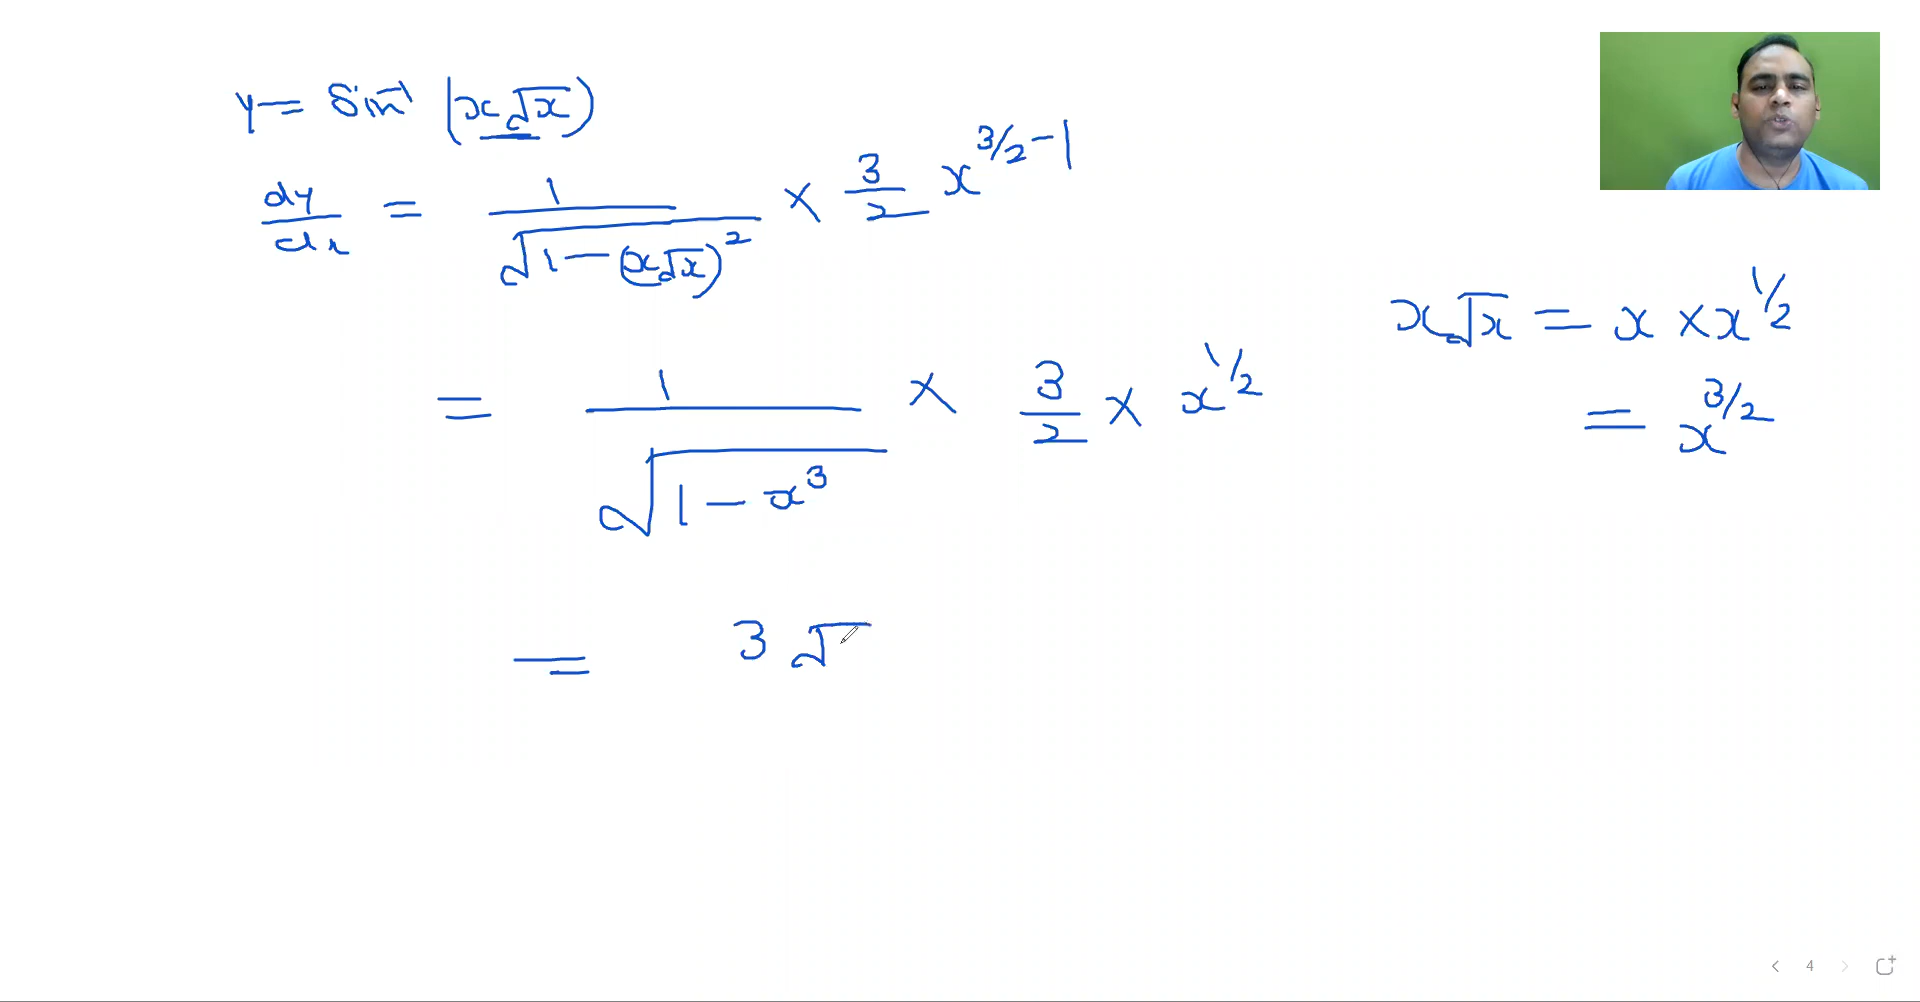 y = Sin⁻¹ (x√x)
dy/dx = 1/√(1-(x√x)²) × 3/2 x^(3/2-1)
x√x = x × x^(1/2)
= 1/√(1-x³) × 3/2 × x^(1/2)
= x^(3/2)
= 3√
4